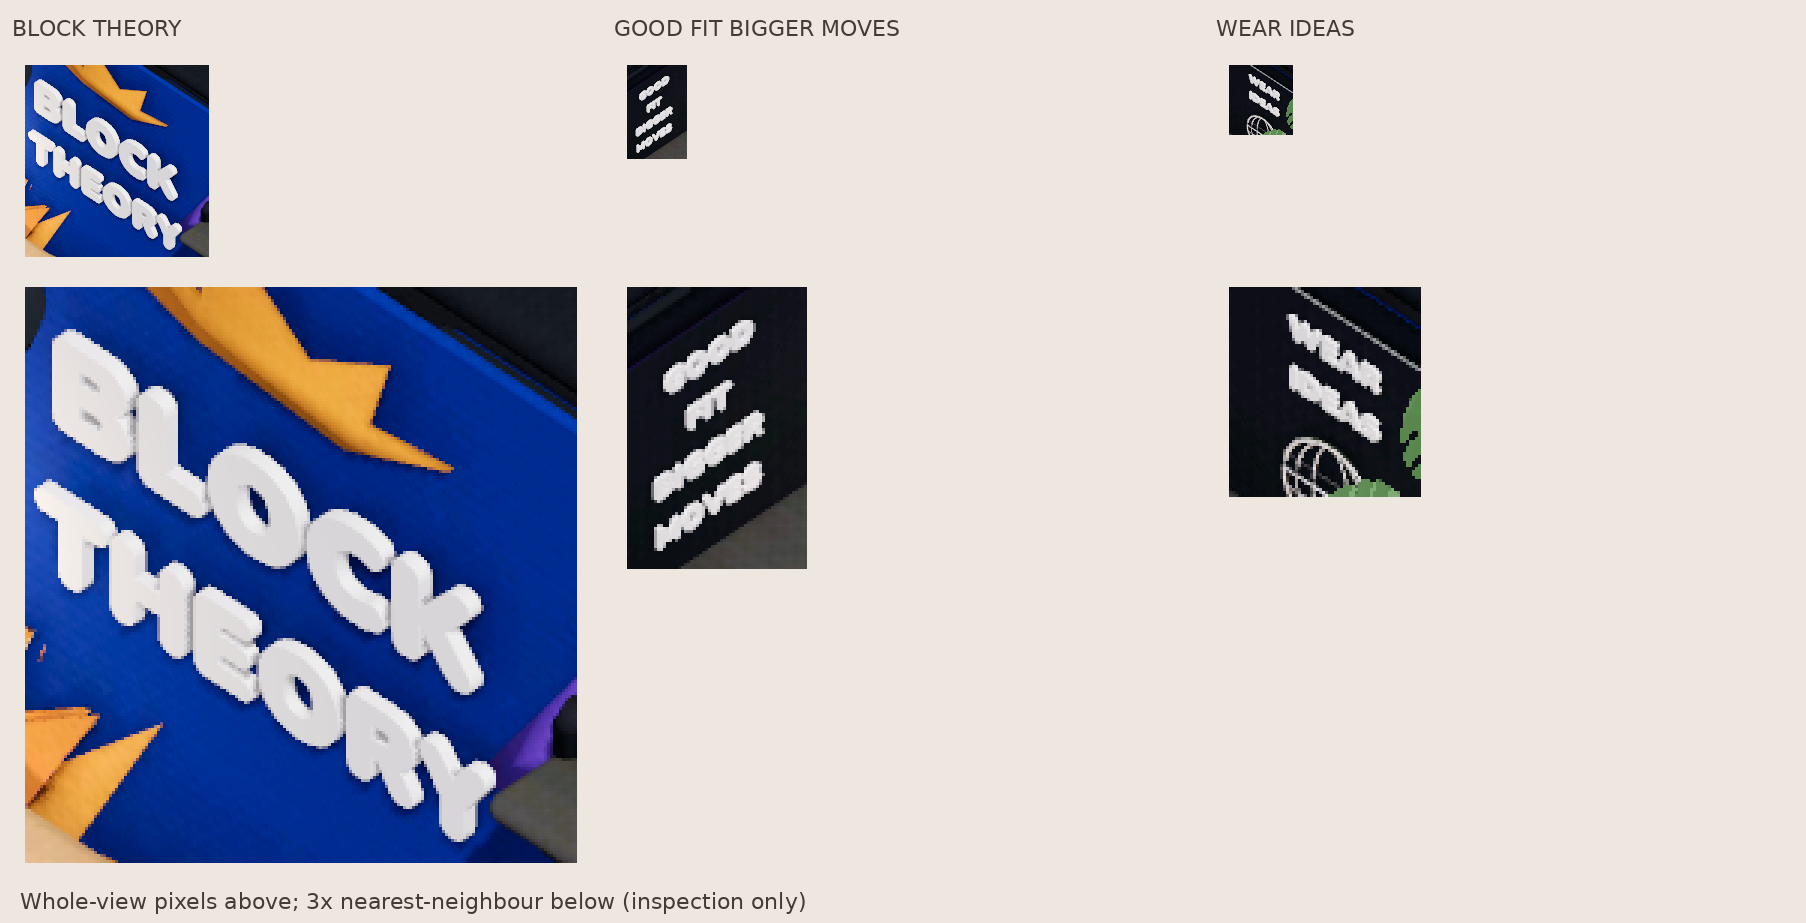 BLOCK THEORY
GOOD FIT BIGGER MOVES
WEAR IDEAS
BLOCK
THEORY
GOOD
FIT
BIGGER
MOVES
WEAR
IDEAS
BLOCK
THEORY
GOOD
FIT
BIGGER
MOVES
WEAR
IDEAS
Whole-view pixels above; 3x nearest-neighbour below (inspection only)